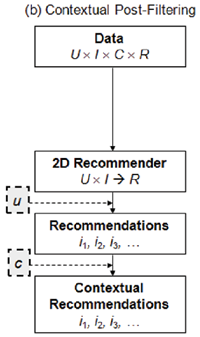 (b) Contextual Post-Filtering
Data
U × I × C × R
2D Recommender
U × I → R
u
Recommendations
i1, i2, i3, …
c
Contextual
Recommendations
i1, i2, i3, …